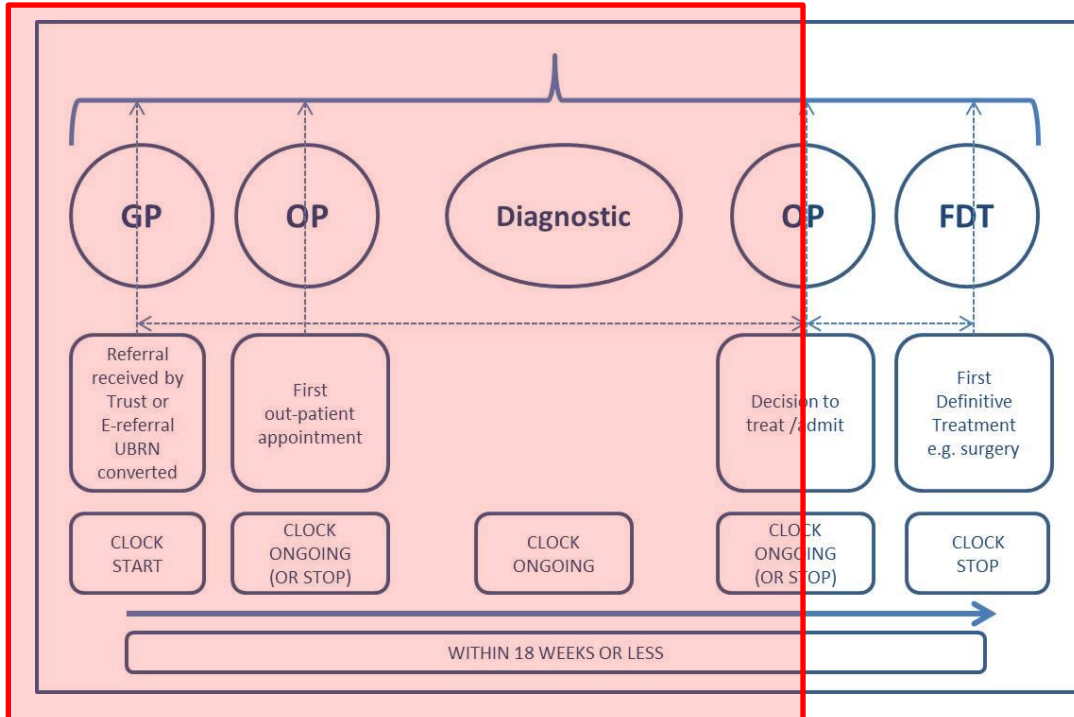 GP
OP
Diagnostic
OP
FDT
Referral
received by
Trust or
E-referral
UBRN
converted
First
out-patient
appointment
Decision to
treat /admit
First
Definitive
Treatment
e.g. surgery
CLOCK
START
CLOCK
ONGOING
(OR STOP)
CLOCK
ONGOING
CLOCK
ONGOING
(OR STOP)
CLOCK
STOP
WITHIN 18 WEEKS OR LESS